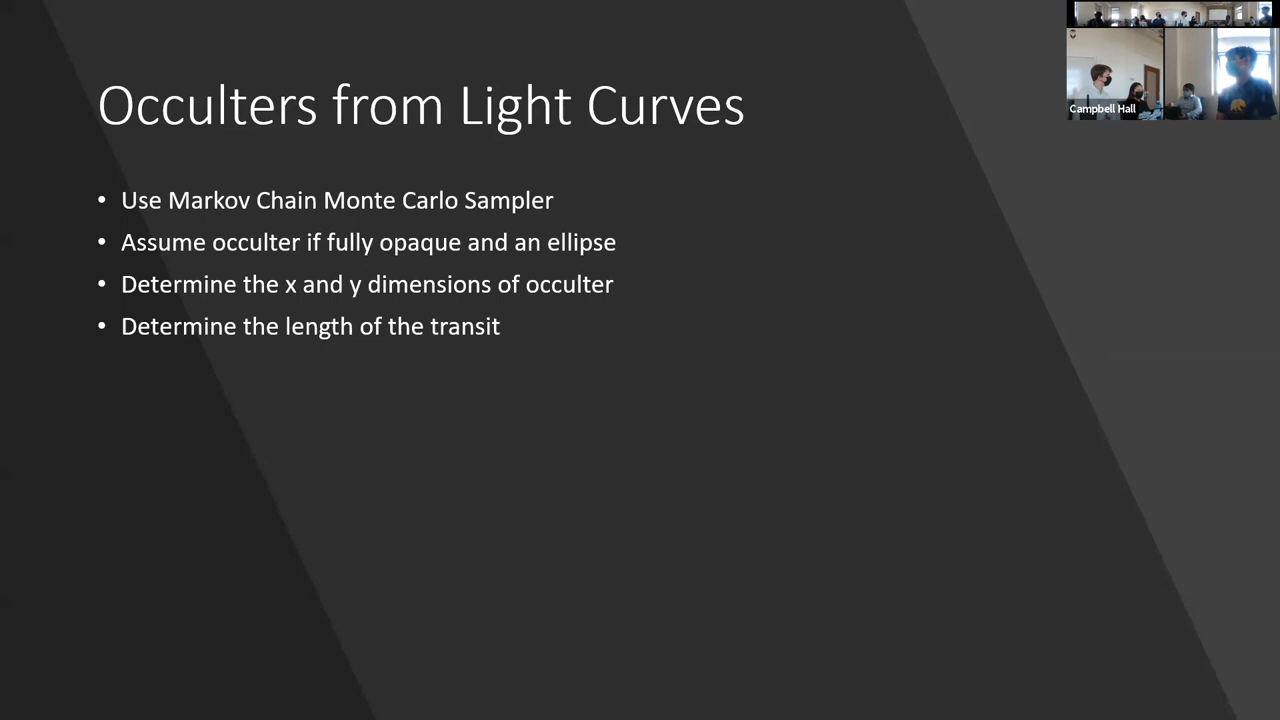 Occulters from Light Curves
• Use Markov Chain Monte Carlo Sampler
• Assume occulter if fully opaque and an ellipse
• Determine the x and y dimensions of occulter
• Determine the length of the transit
Campbell Hall